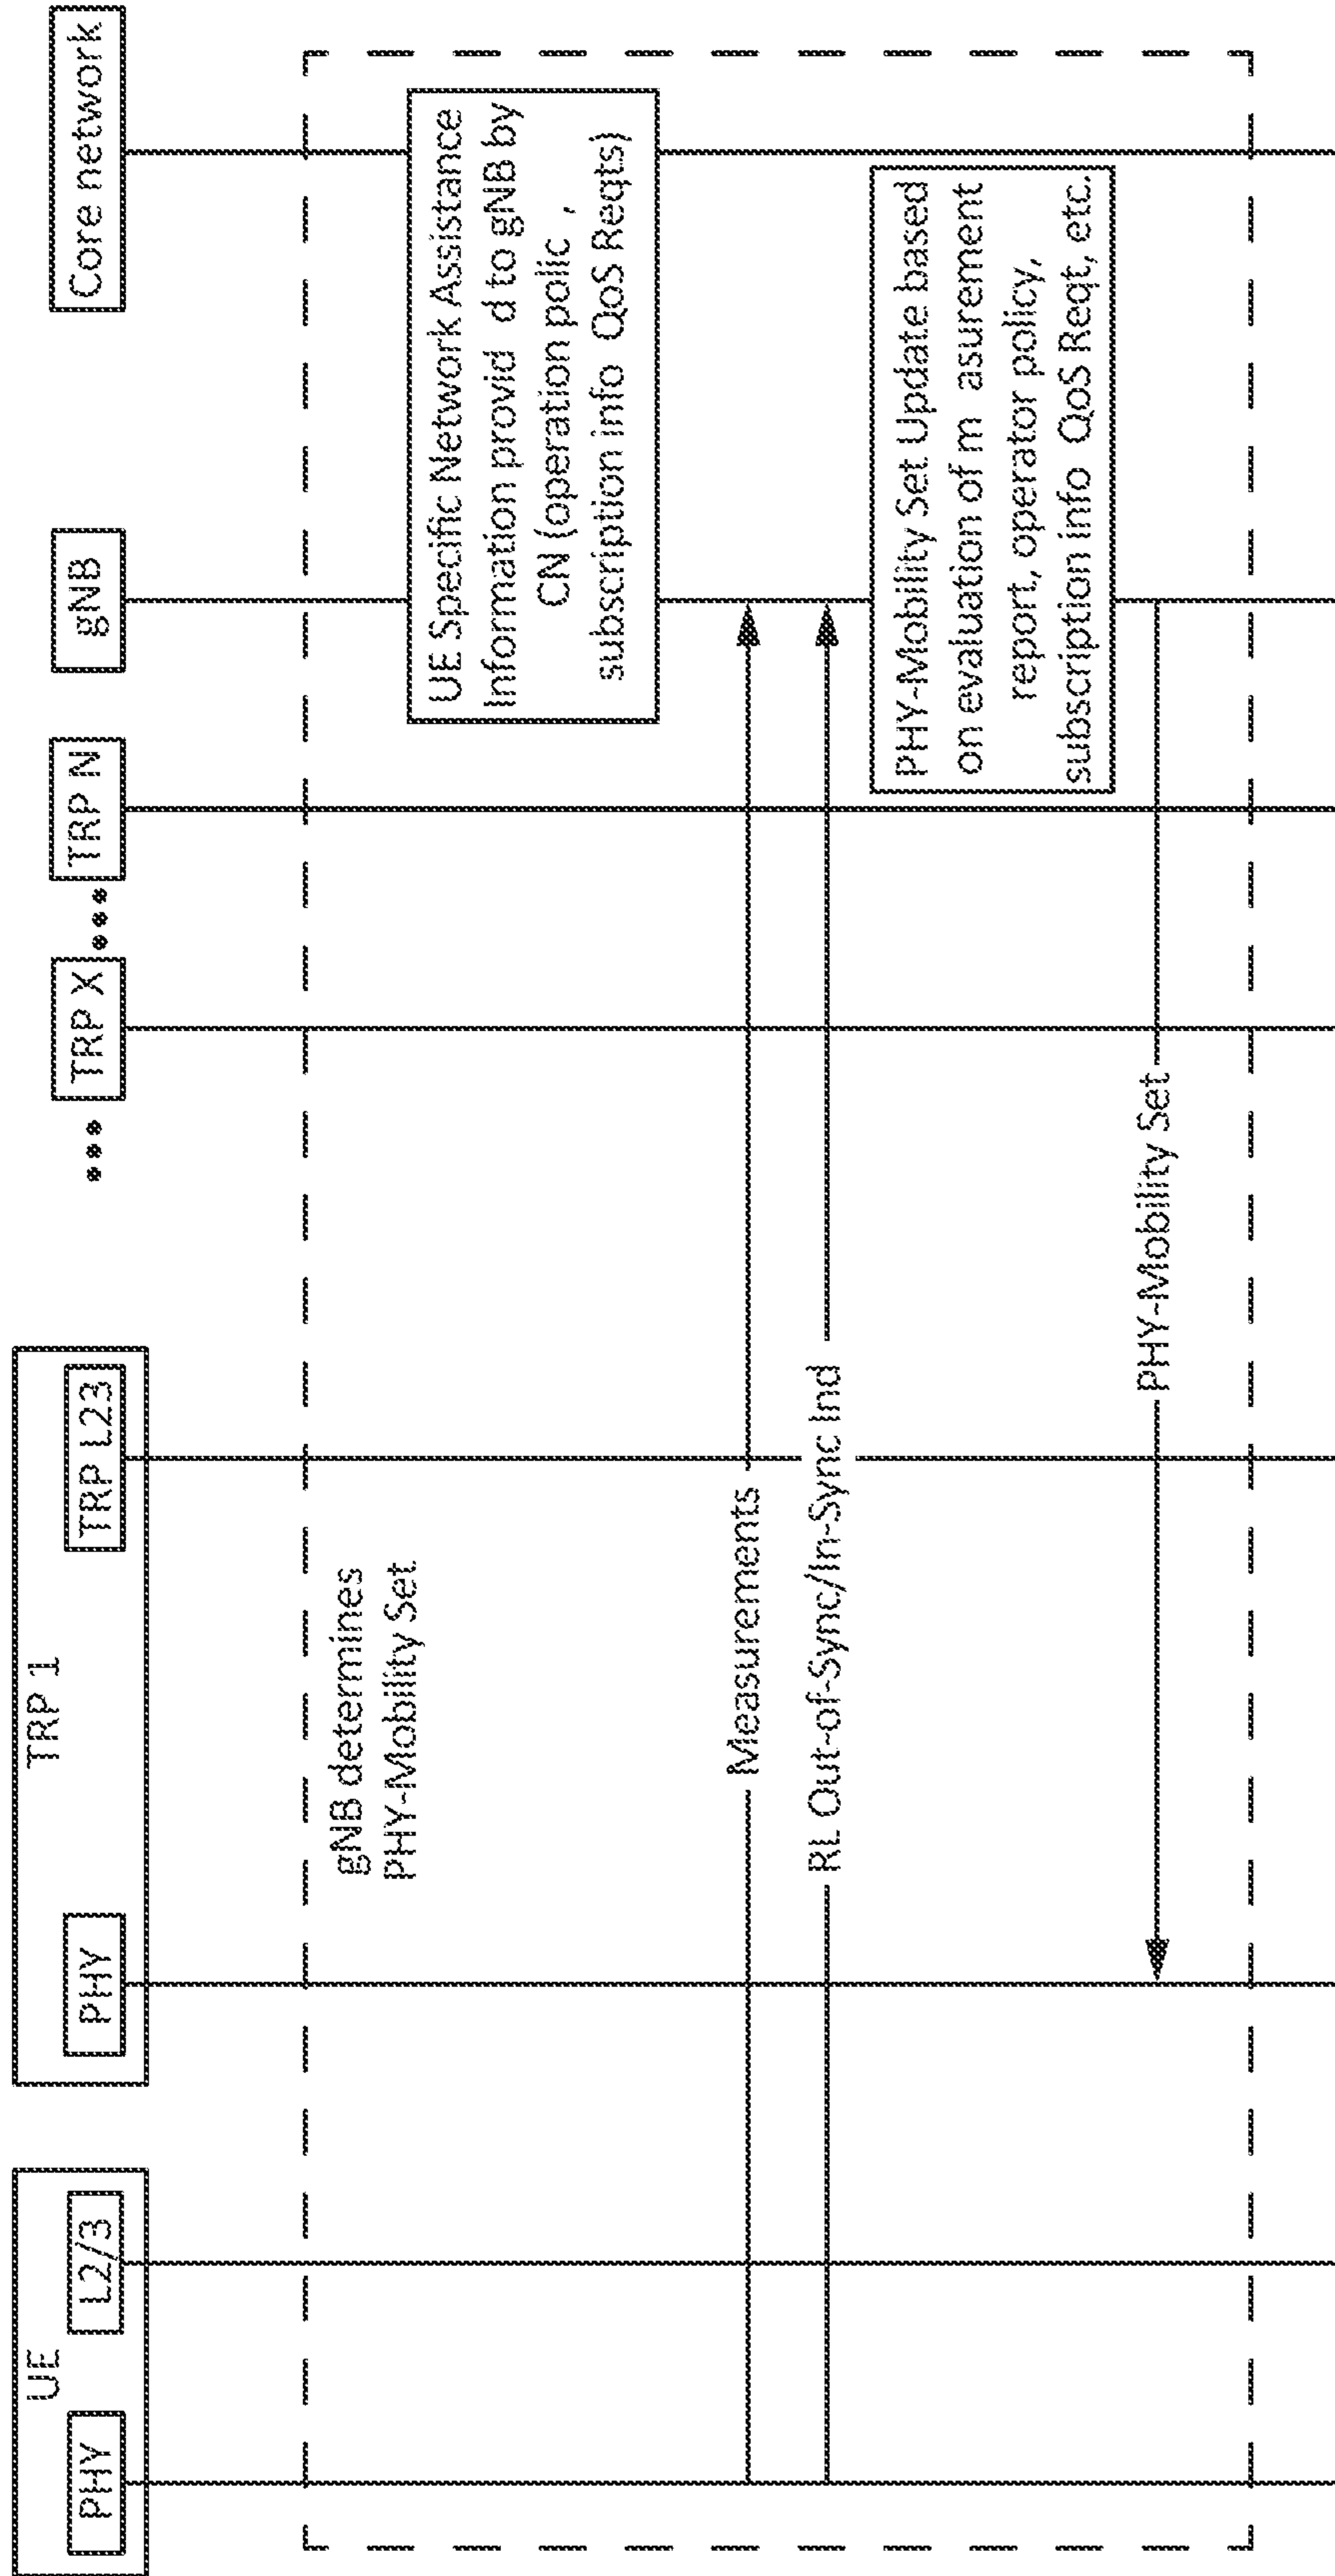 UE
PHY
L2/3
TRP 1
PHY
TRP L23
TRP X
TRP N
gNB
Core network
gNB determines
PHY-Mobility Set
UE Specific Network Assistance
Information provid d to gNB by
CN (operation polic ,
subscription info QoS Reqts)
Measurements
RL Out-of-Sync/In-Sync Ind
PHY-Mobility Set Update based
on evaluation of m asurement
report, operator policy,
subscription info QoS Reqt, etc.
PHY-Mobility Set